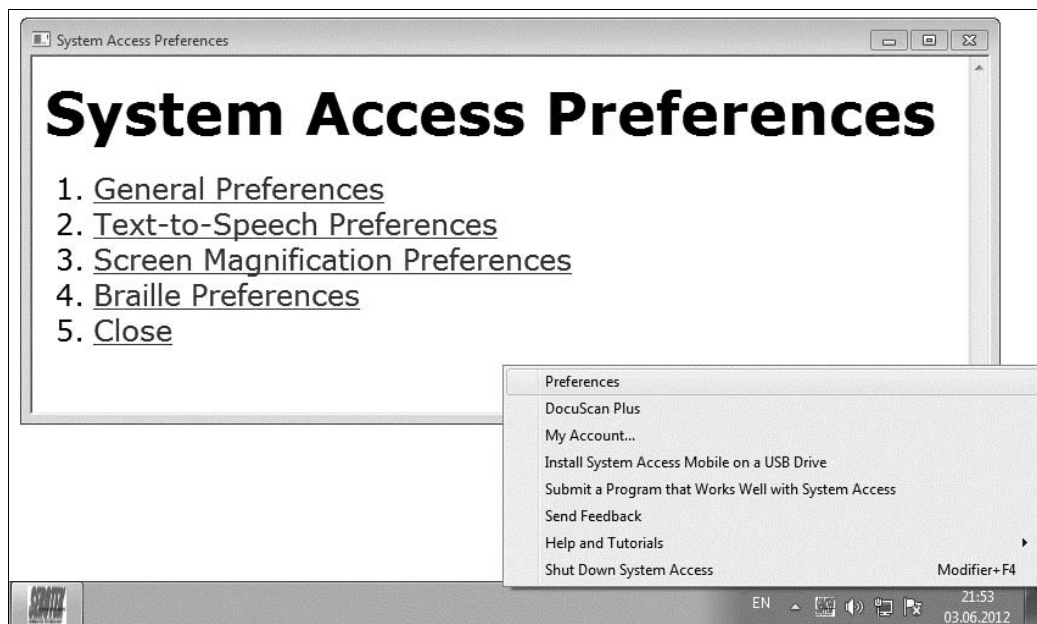 System Access Preferences
System Access Preferences
1. General Preferences
2. Text-to-Speech Preferences
3. Screen Magnification Preferences
4. Braille Preferences
5. Close
Preferences
DocuScan Plus
My Account...
Install System Access Mobile on a USB Drive
Submit a Program that Works Well with System Access
Send Feedback
Help and Tutorials
Shut Down System Access Modifier+F4
SEROTEK
EN 21:53
03.06.2012